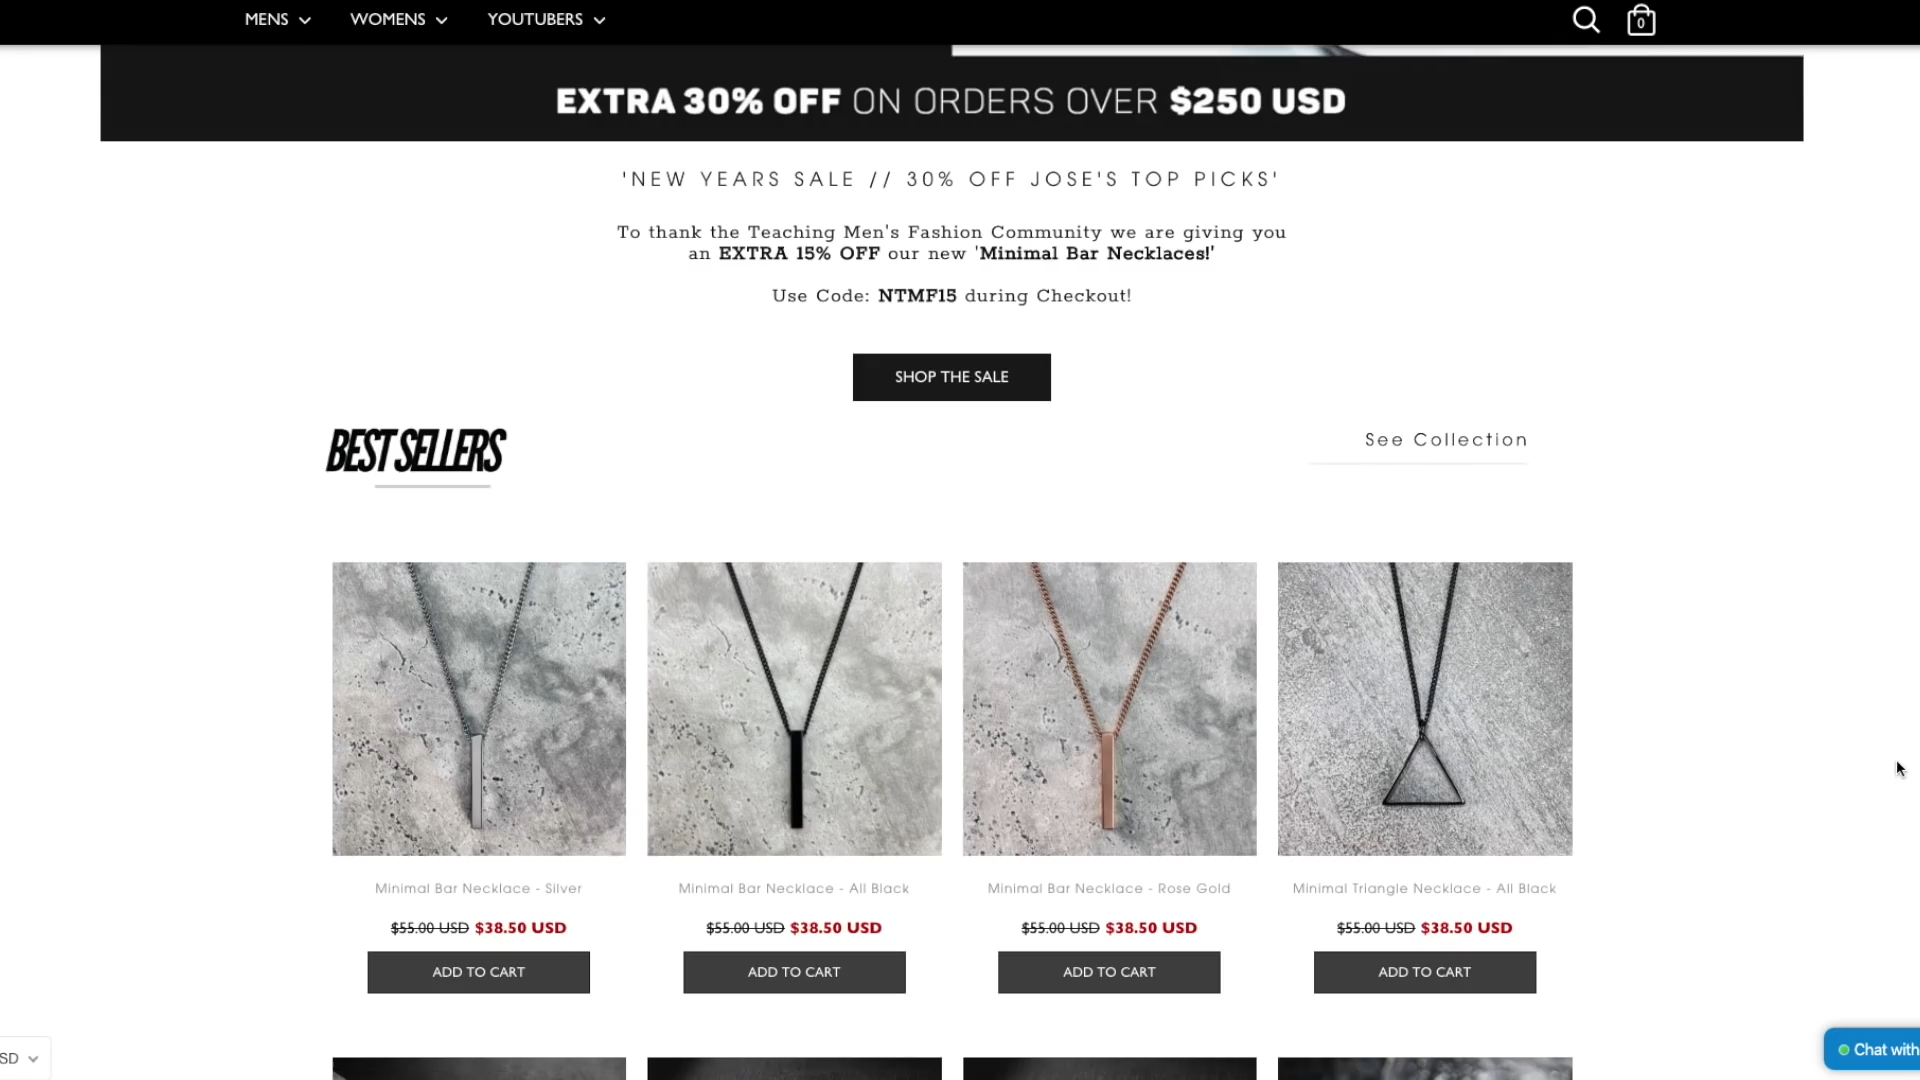 MENS
WOMENS
YOUTUBERS
0
EXTRA 30% OFF ON ORDERS OVER $250 USD
'NEW YEARS SALE // 30% OFF JOSE'S TOP PICKS'
To thank the Teaching Men's Fashion Community we are giving you
an EXTRA 15% OFF our new 'Minimal Bar Necklaces!'
Use Code: NTMF15 during Checkout!
SHOP THE SALE
BEST SELLERS
See Collection
Minimal Bar Necklace - Silver
$55.00 USD $38.50 USD
ADD TO CART
Minimal Bar Necklace - All Black
$55.00 USD $38.50 USD
ADD TO CART
Minimal Bar Necklace - Rose Gold
$55.00 USD $38.50 USD
ADD TO CART
Minimal Triangle Necklace - All Black
$55.00 USD $38.50 USD
ADD TO CART
SD
Chat with